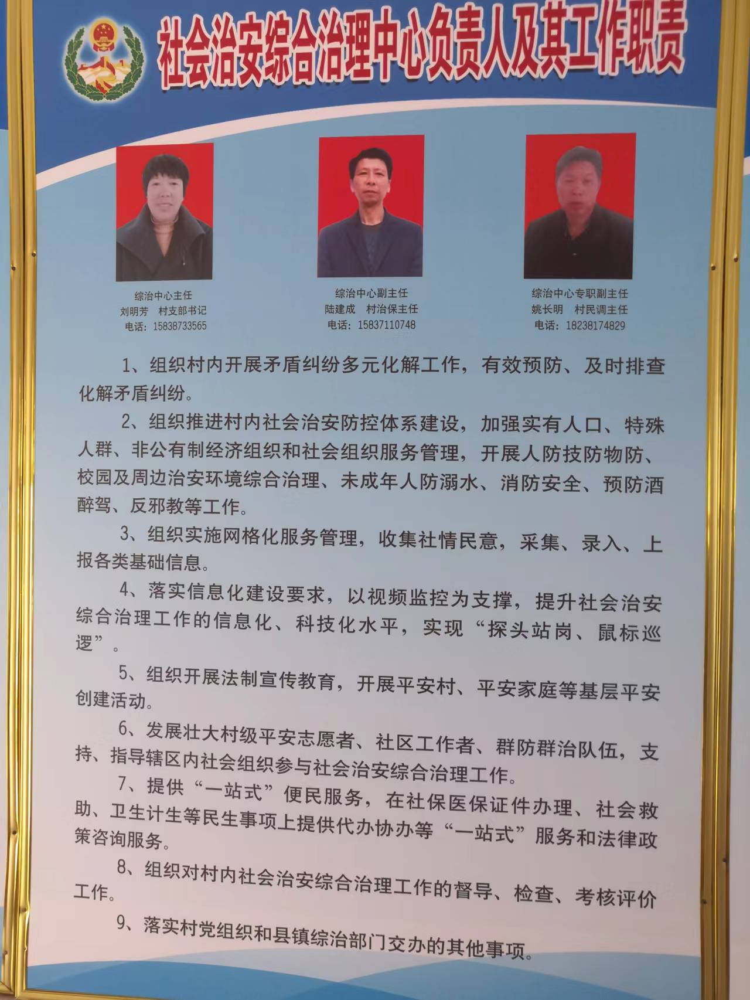 社会治安综合治理中心负责人及其工作职责
综治中心主任
刘明芳 村支部书记
电话：15838733565
综治中心副主任
陆建成 村治保主任
电话：15837110748
综治中心专职副主任
姚长明 村民调主任
电话：18238174829
1、组织村内开展矛盾纠纷多元化解工作，有效预防、及时排查
化解矛盾纠纷。
2、组织推进村内社会治安防控体系建设，加强实有人口、特殊
人群、非公有制经济组织和社会组织服务管理，开展人防技防物防、
校园及周边治安环境综合治理、未成年人防溺水、消防安全、预防酒
醉驾、反邪教等工作。
3、组织实施网格化服务管理，收集社情民意，采集、录入、上
报各类基础信息。
4、落实信息化建设要求，以视频监控为支撑，提升社会治安
综合治理工作的信息化、科技化水平，实现“探头站岗、鼠标巡
逻”。
5、组织开展法制宣传教育，开展平安村、平安家庭等基层平安
创建活动。
6、发展壮大村级平安志愿者、社区工作者、群防群治队伍，支
持、指导辖区内社会组织参与社会治安综合治理工作。
7、提供“一站式”便民服务，在社保医保证件办理、社会救
助、卫生计生等民生事项上提供代办协办等“一站式”服务和法律政
策咨询服务。
8、组织对村内社会治安综合治理工作的督导、检查、考核评价
工作。
9、落实村党组织和县镇综治部门交办的其他事项。